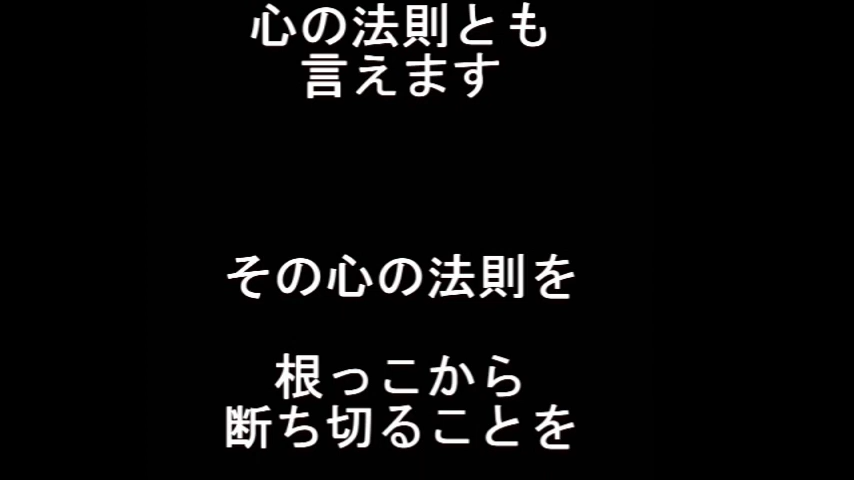 心の法則とも
言えます
その心の法則を
根っこから
断ち切ることを